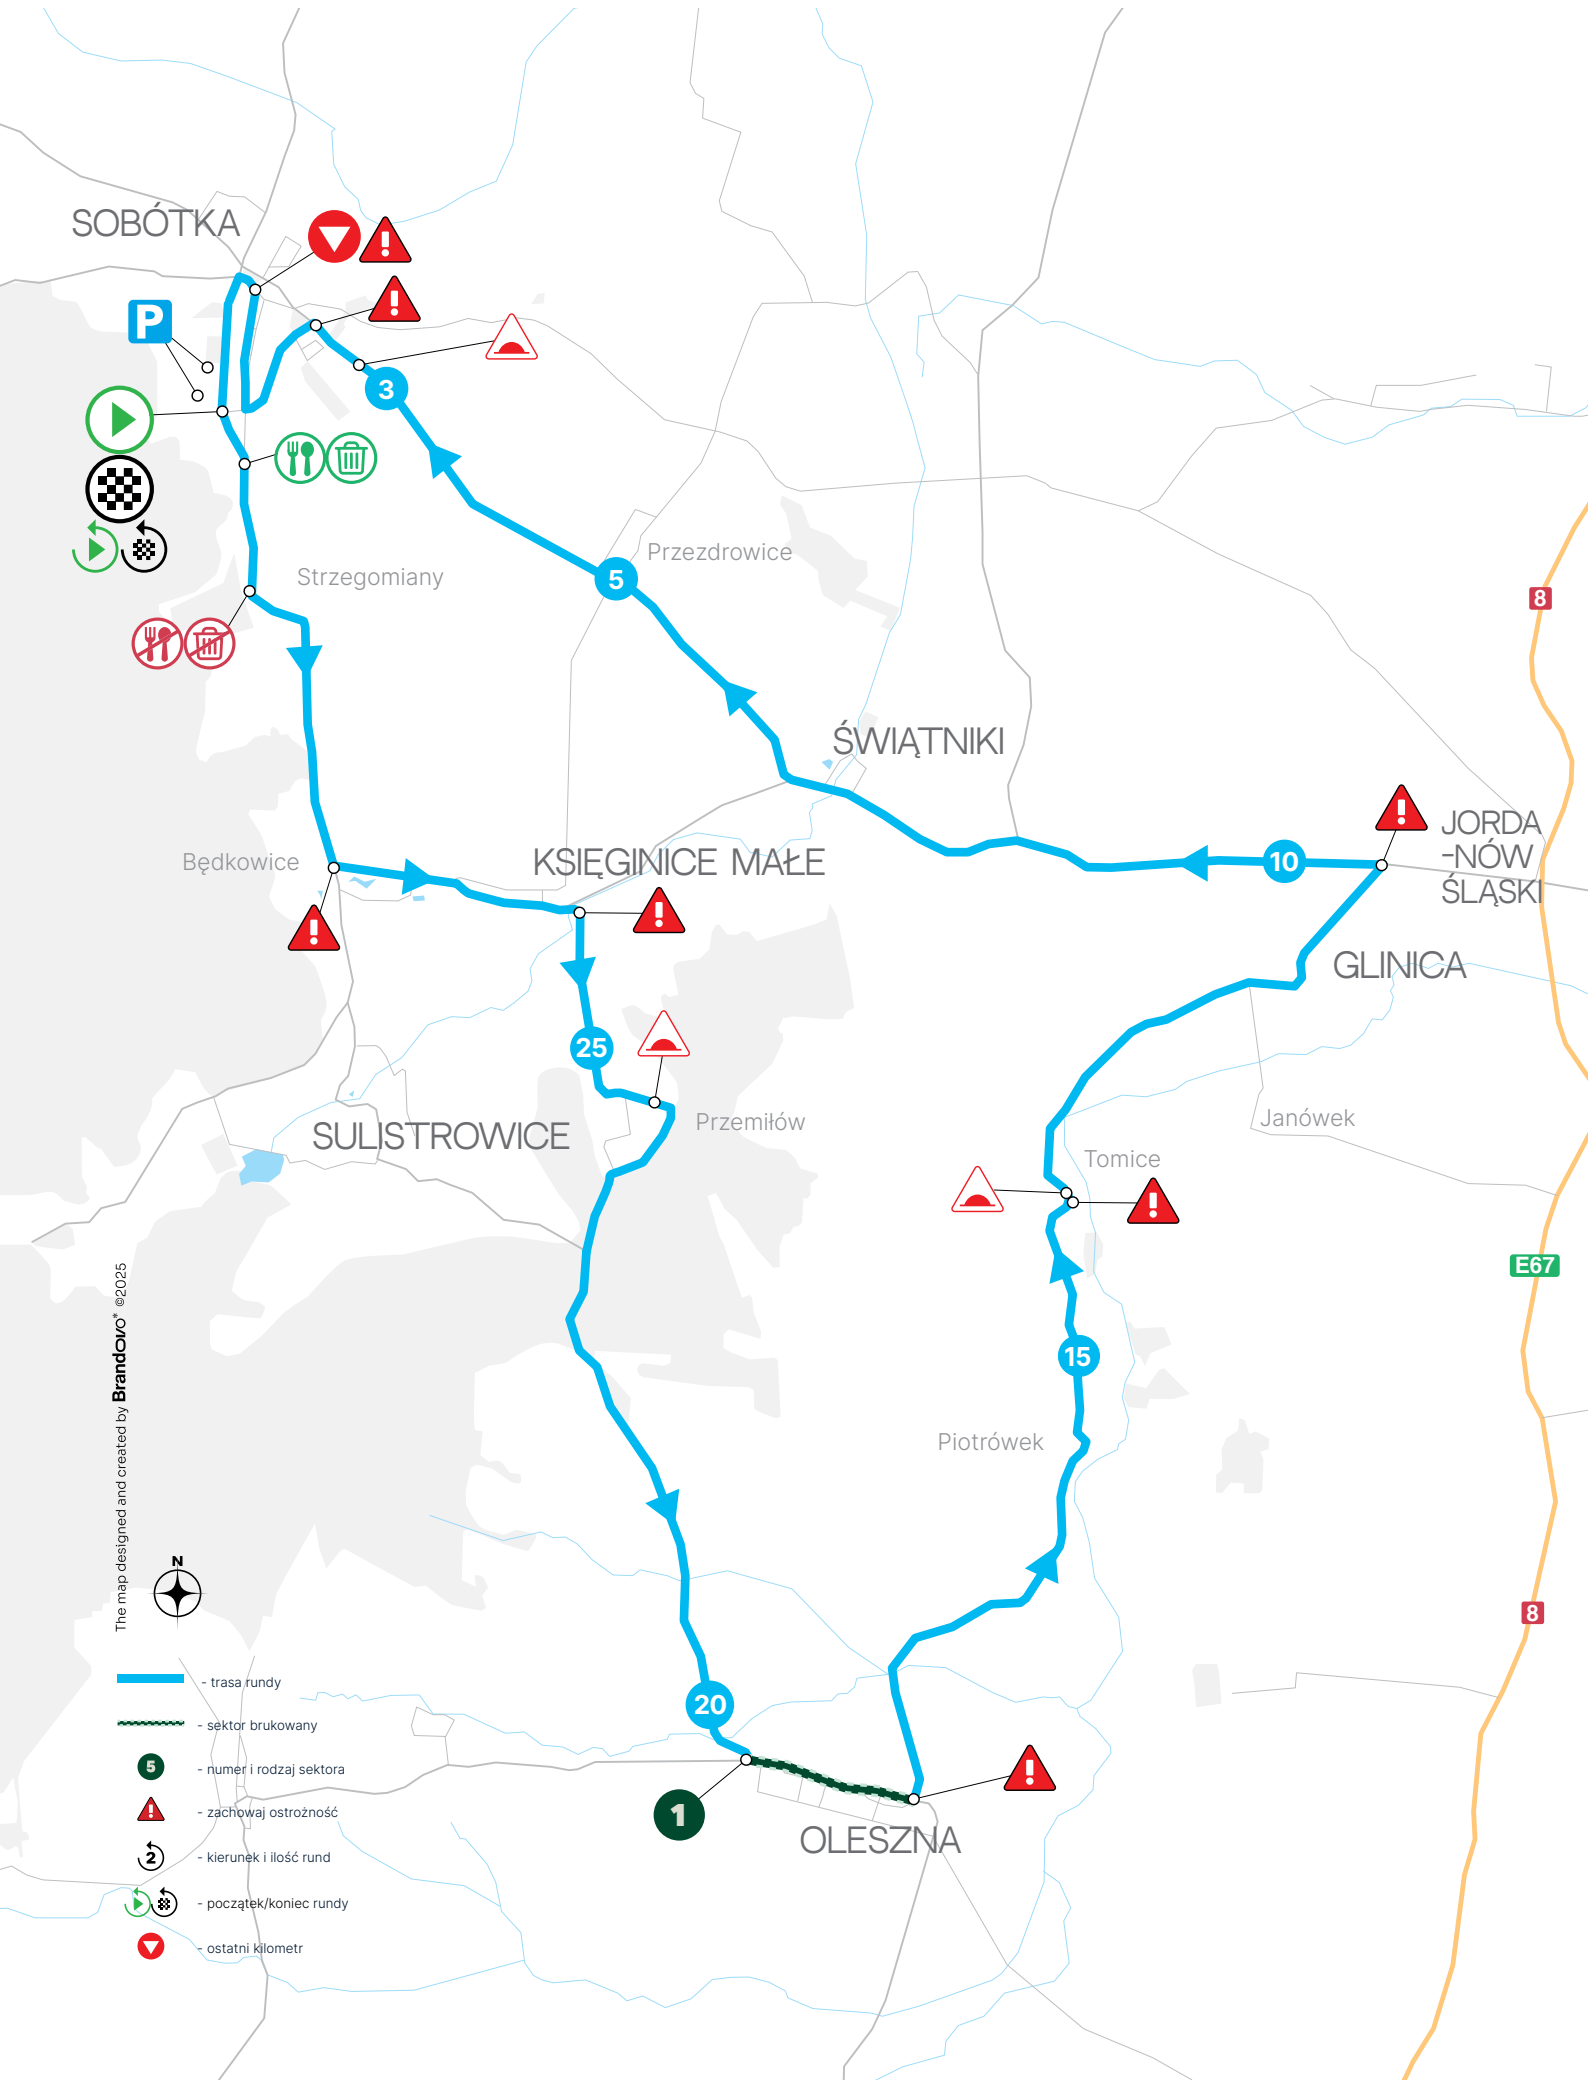 SOBÓTKA
P
3
Przezdrowice
5
Strzegomiany
8
ŚWIĄTNIKI
JORDA
-NÓW
ŚLĄSKI
Będkowice
KSIĘGINICE MAŁE
10
GLINICA
25
Przemiłów
Janówek
SULISTROWICE
Tomice
E67
15
Piotrówek
The map designed and created by Brandovo* ©2025
N
8
- trasa rundy
20
- sektor brukowany
5 - numer i rodzaj sektora
- zachowaj ostrożność
1
OLESZNA
2 - kierunek i ilość rund
- początek/koniec rundy
- ostatni kilometr